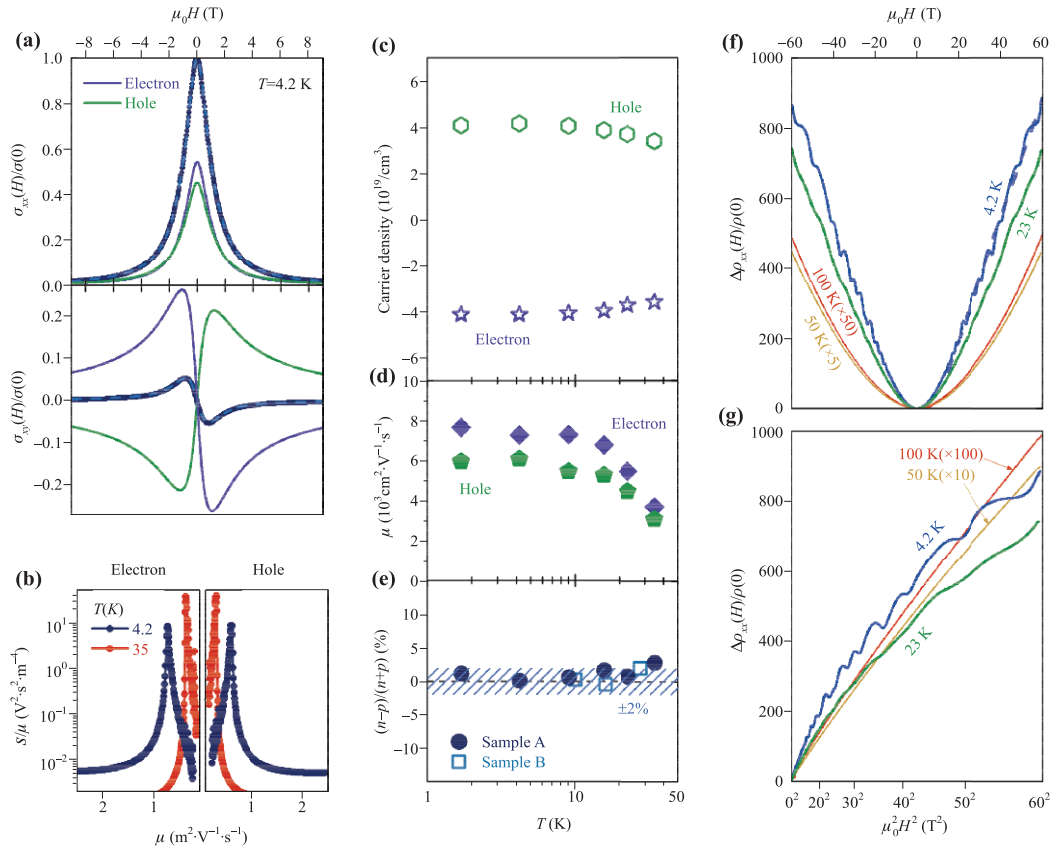 (a)
μ₀H (T)
−8 −6 −4 −2 0 2 4 6 8
1.0
0.8
0.6
0.4
0.2
0.0
σxx(H)/σ(0)
Electron
Hole
T=4.2 K
0.2
0.1
0.0
−0.1
−0.2
σxy(H)/σ(0)
(b)
Electron Hole
T(K)
4.2
35
10¹
10⁰
10⁻¹
10⁻²
s/μ (V²·s²·m⁻¹)
2 1 1 2
μ (m²·V⁻¹·s⁻¹)
(c)
6
4
2
0
−2
−4
−6
Carrier density (10¹⁹/cm³)
Hole
Electron
(d)
10
8
6
4
2
0
μ (10³cm²·V⁻¹·s⁻¹)
Electron
Hole
(e)
10
5
0
−5
−10
(n−p)/(n+p) (%)
±2%
Sample A
Sample B
1 10 50
T (K)
(f)
μ₀H (T)
−60 −40 −20 0 20 40 60
1000
800
600
400
200
0
Δρxx(H)/ρ(0)
4.2 K
23 K
100 K(×50)
50 K(×5)
(g)
1000
800
600
400
200
0
Δρxx(H)/ρ(0)
100 K(×100)
50 K(×10)
4.2 K
23 K
0² 20² 30² 40² 50² 60²
μ₀²H² (T²)